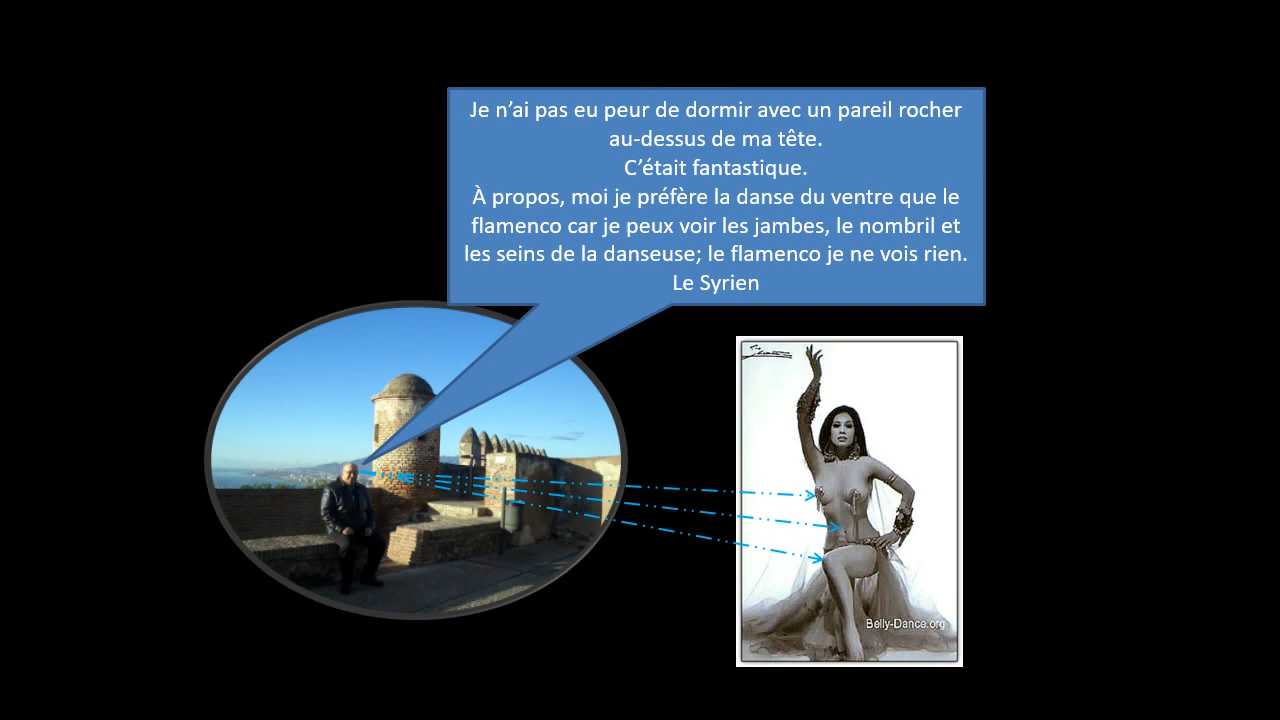 Je n'ai pas eu peur de dormir avec un pareil rocher
au-dessus de ma tête.
C'était fantastique.
À propos, moi je préfère la danse du ventre que le
flamenco car je peux voir les jambes, le nombril et
les seins de la danseuse; le flamenco je ne vois rien.
Le Syrien
Belly-Dance.org